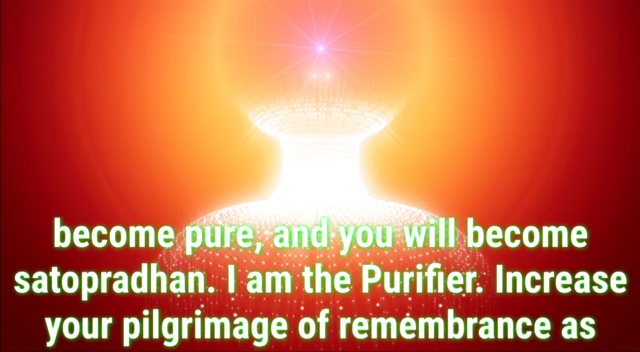 become pure, and you will become
satopradhan. I am the Purifier. Increase
your pilgrimage of remembrance as